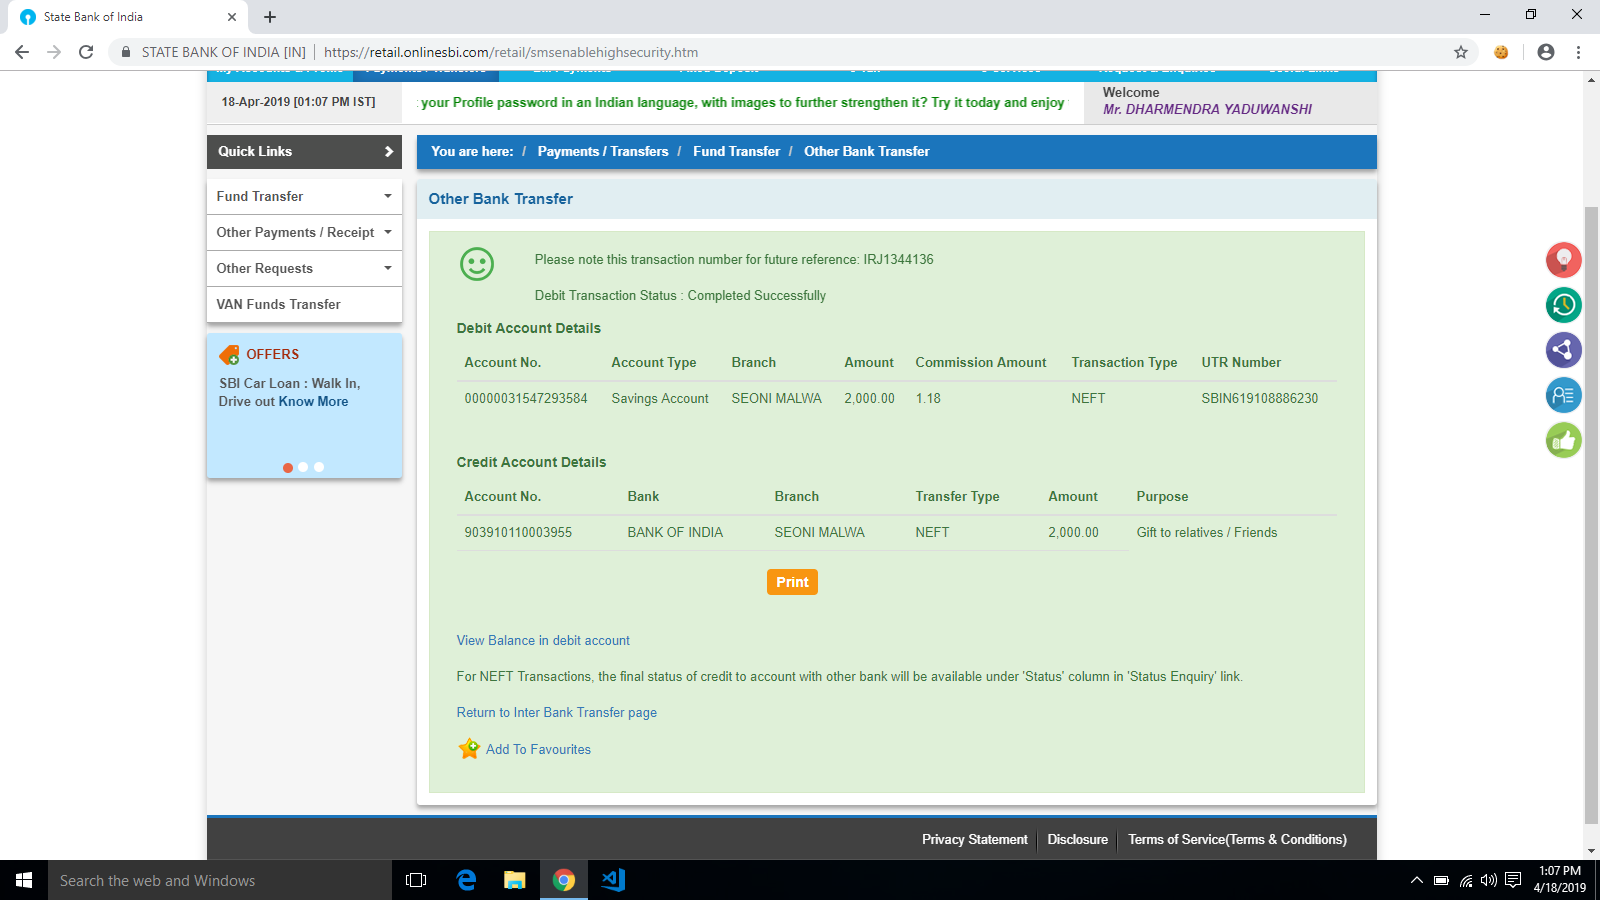 State Bank of India
STATE BANK OF INDIA [IN] | https://retail.onlinesbi.com/retail/smsenablehighsecurity.htm
18-Apr-2019 [01:07 PM IST]
your Profile password in an Indian language, with images to further strengthen it? Try it today and enjoy
Welcome
Mr. DHARMENDRA YADUWANSHI
Quick Links
You are here: / Payments / Transfers / Fund Transfer / Other Bank Transfer
Fund Transfer
Other Payments / Receipt
Other Requests
VAN Funds Transfer
OFFERS
SBI Car Loan : Walk In,
Drive out Know More
Other Bank Transfer
Please note this transaction number for future reference: IRJ1344136
Debit Transaction Status : Completed Successfully
Debit Account Details
Account No. Account Type Branch Amount Commission Amount Transaction Type UTR Number
00000031547293584 Savings Account SEONI MALWA 2,000.00 1.18 NEFT SBIN619108886230
Credit Account Details
Account No. Bank Branch Transfer Type Amount Purpose
903910110003955 BANK OF INDIA SEONI MALWA NEFT 2,000.00 Gift to relatives / Friends
Print
View Balance in debit account
For NEFT Transactions, the final status of credit to account with other bank will be available under 'Status' column in 'Status Enquiry' link.
Return to Inter Bank Transfer page
Add To Favourites
Privacy Statement Disclosure Terms of Service(Terms & Conditions)
Search the web and Windows
1:07 PM
4/18/2019